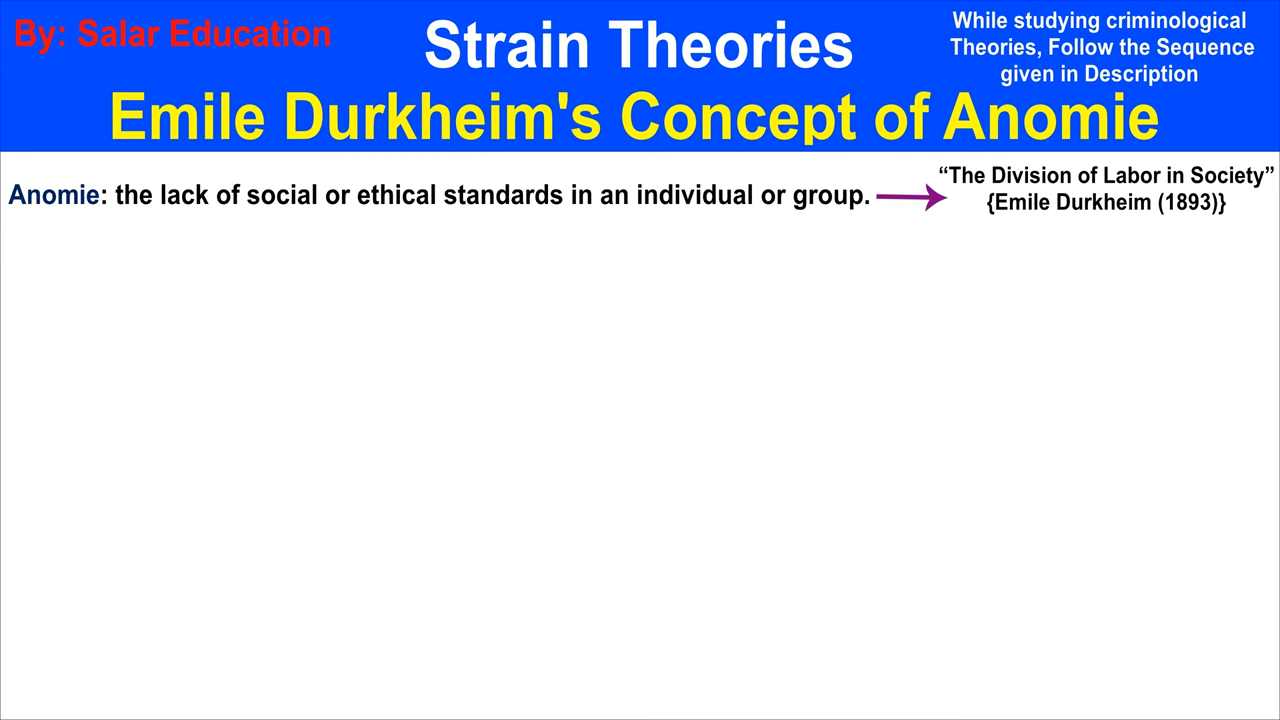 By: Salar Education
Strain Theories
While studying criminological
Theories, Follow the Sequence
given in Description
Emile Durkheim's Concept of Anomie
Anomie: the lack of social or ethical standards in an individual or group.
“The Division of Labor in Society”
{Emile Durkheim (1893)}